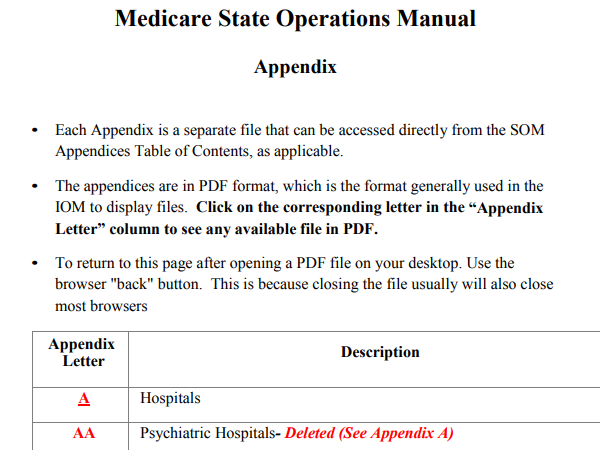 Medicare State Operations Manual
Appendix
• Each Appendix is a separate file that can be accessed directly from the SOM
Appendices Table of Contents, as applicable.
• The appendices are in PDF format, which is the format generally used in the
IOM to display files.  Click on the corresponding letter in the “Appendix
Letter” column to see any available file in PDF.
• To return to this page after opening a PDF file on your desktop. Use the
browser "back" button.  This is because closing the file usually will also close
most browsers
Appendix
Letter
Description
A Hospitals
AA Psychiatric Hospitals- Deleted (See Appendix A)